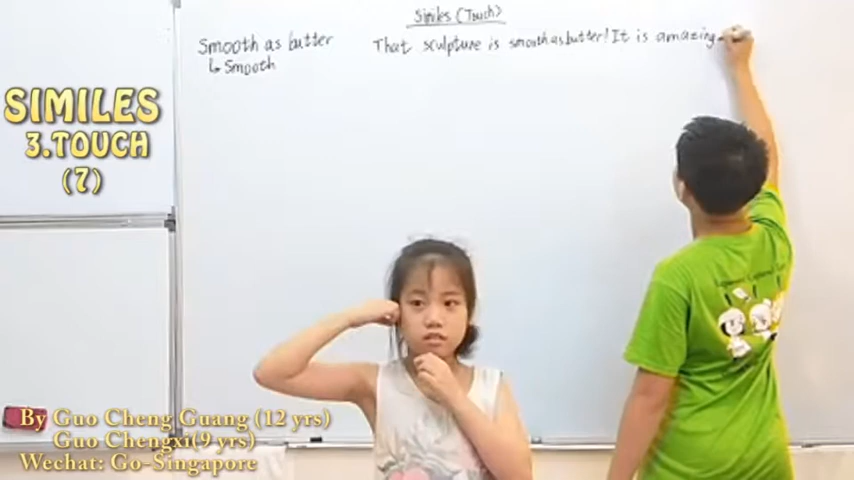 Similes (Touch)
Smooth as butter
↳ Smooth
That sculpture is smooth as butter! It is amazing
SIMILES
3.TOUCH
(7)
By Guo Cheng Guang (12 yrs)
Guo Chengxi(9 yrs)
Wechat: Go-Singapore